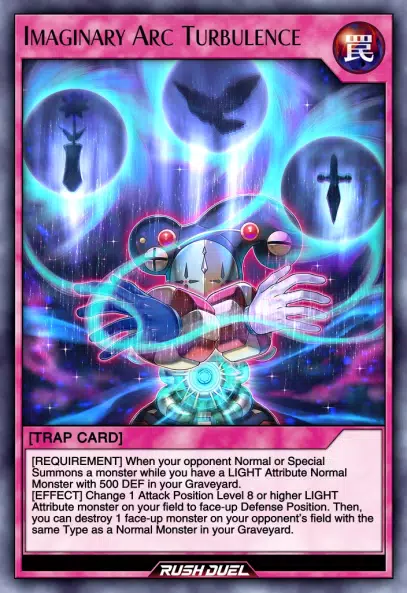 IMAGINARY ARC TURBULENCE
罠
[TRAP CARD]
[REQUIREMENT] When your opponent Normal or Special
Summons a monster while you have a LIGHT Attribute Normal
Monster with 500 DEF in your Graveyard.
[EFFECT] Change 1 Attack Position Level 8 or higher LIGHT
Attribute monster on your field to face-up Defense Position. Then,
you can destroy 1 face-up monster on your opponent's field with the
same Type as a Normal Monster in your Graveyard.
RUSH DUEL